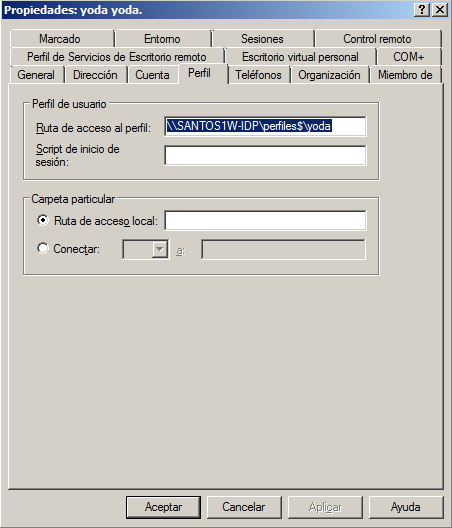 Propiedades: yoda yoda.
Marcado Entorno Sesiones Control remoto
Perfil de Servicios de Escritorio remoto Escritorio virtual personal COM+
General Dirección Cuenta Perfil Teléfonos Organización Miembro de
Perfil de usuario
Ruta de acceso al perfil: \\SANTOS1W-IDP\perfiles$\yoda
Script de inicio de
sesión:
Carpeta particular
Ruta de acceso local:
Conectar: a:
Aceptar Cancelar Aplicar Ayuda